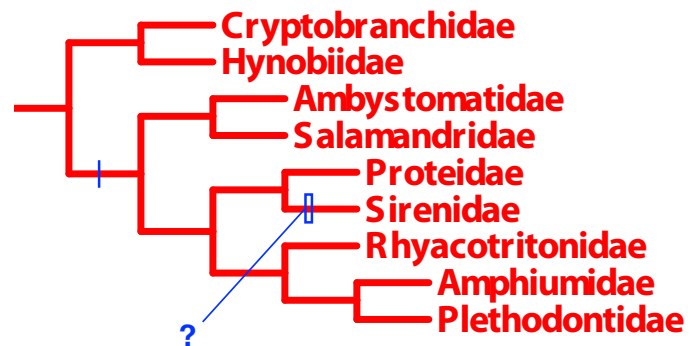 Cryptobranchidae
Hynobiidae
Ambystomatidae
Salamandridae
Proteidae
Sirenidae
Rhyacotritonidae
Amphiumidae
Plethodontidae
?